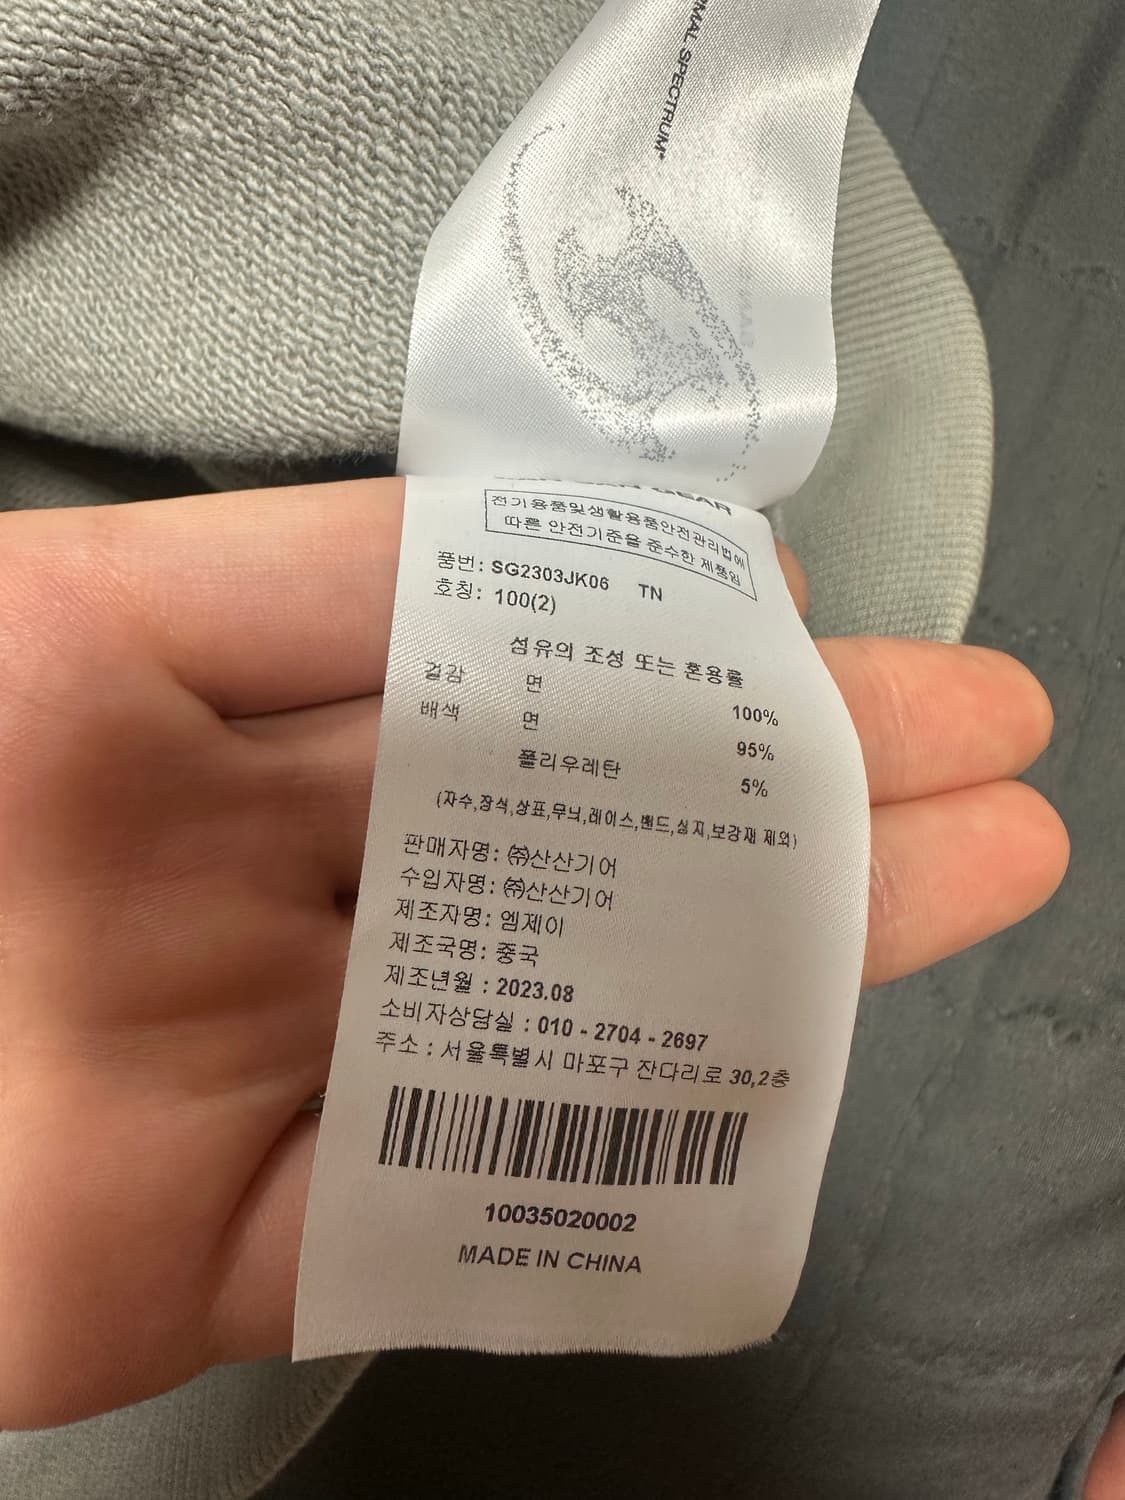 SPECTRUM*
GEAR
전기용품및생활용품안전관리법에
따른 안전기준을 준수한 제품임
품번: SG2303JK06 TN
호칭: 100(2)
섬유의 조성 또는 혼용률
겉감 면 100%
배색 면 95%
폴리우레탄 5%
(자수,장식,상표,무늬,레이스,밴드,심지,보강재 제외)
판매자명: ㈜산산기어
수입자명: ㈜산산기어
제조자명: 엠제이
제조국명: 중국
제조년월 : 2023.08
소비자상담실 : 010 - 2704 - 2697
주소 : 서울특별시 마포구 잔다리로 30,2층
10035020002
MADE IN CHINA